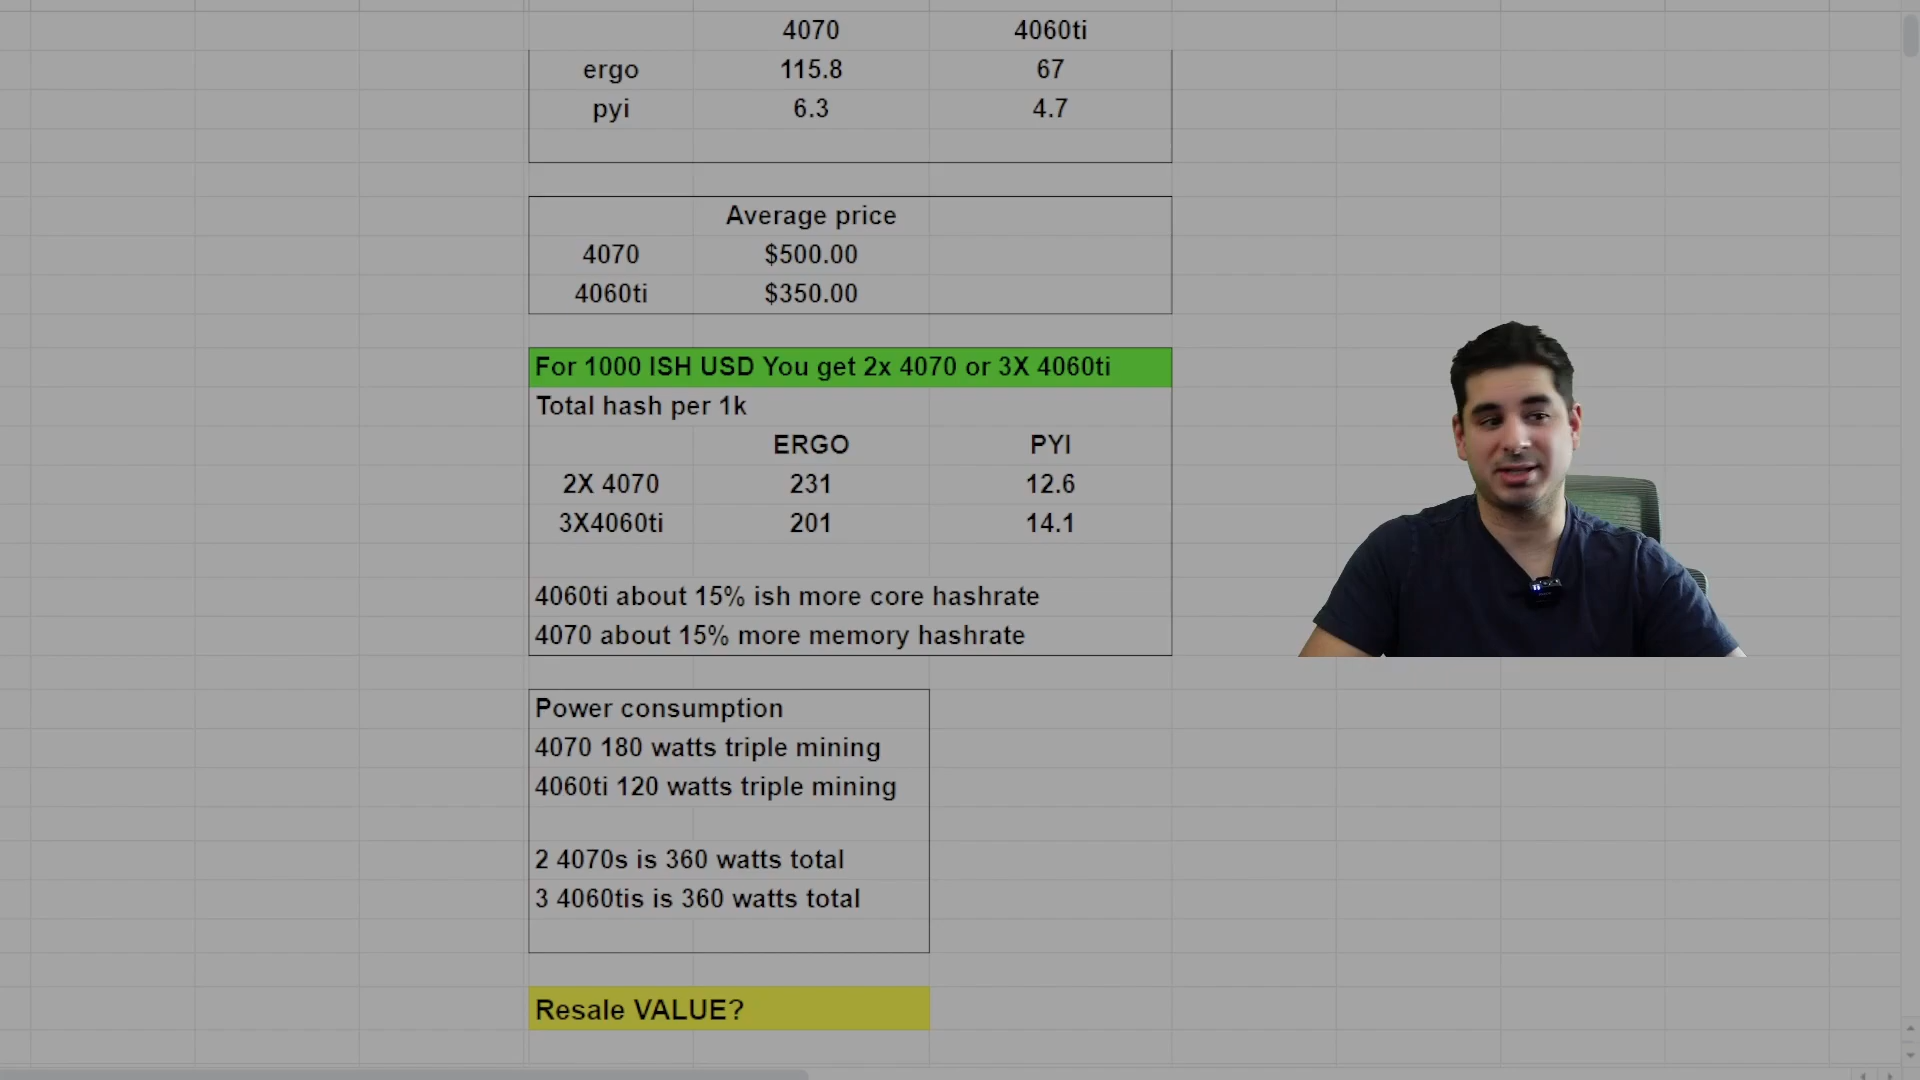 4070 4060ti
ergo 115.8 67
pyi 6.3 4.7
Average price
4070 $500.00
4060ti $350.00
For 1000 ISH USD You get 2x 4070 or 3X 4060ti
Total hash per 1k
ERGO PYI
2X 4070 231 12.6
3X4060ti 201 14.1
4060ti about 15% ish more core hashrate
4070 about 15% more memory hashrate
Power consumption
4070 180 watts triple mining
4060ti 120 watts triple mining
2 4070s is 360 watts total
3 4060tis is 360 watts total
Resale VALUE?